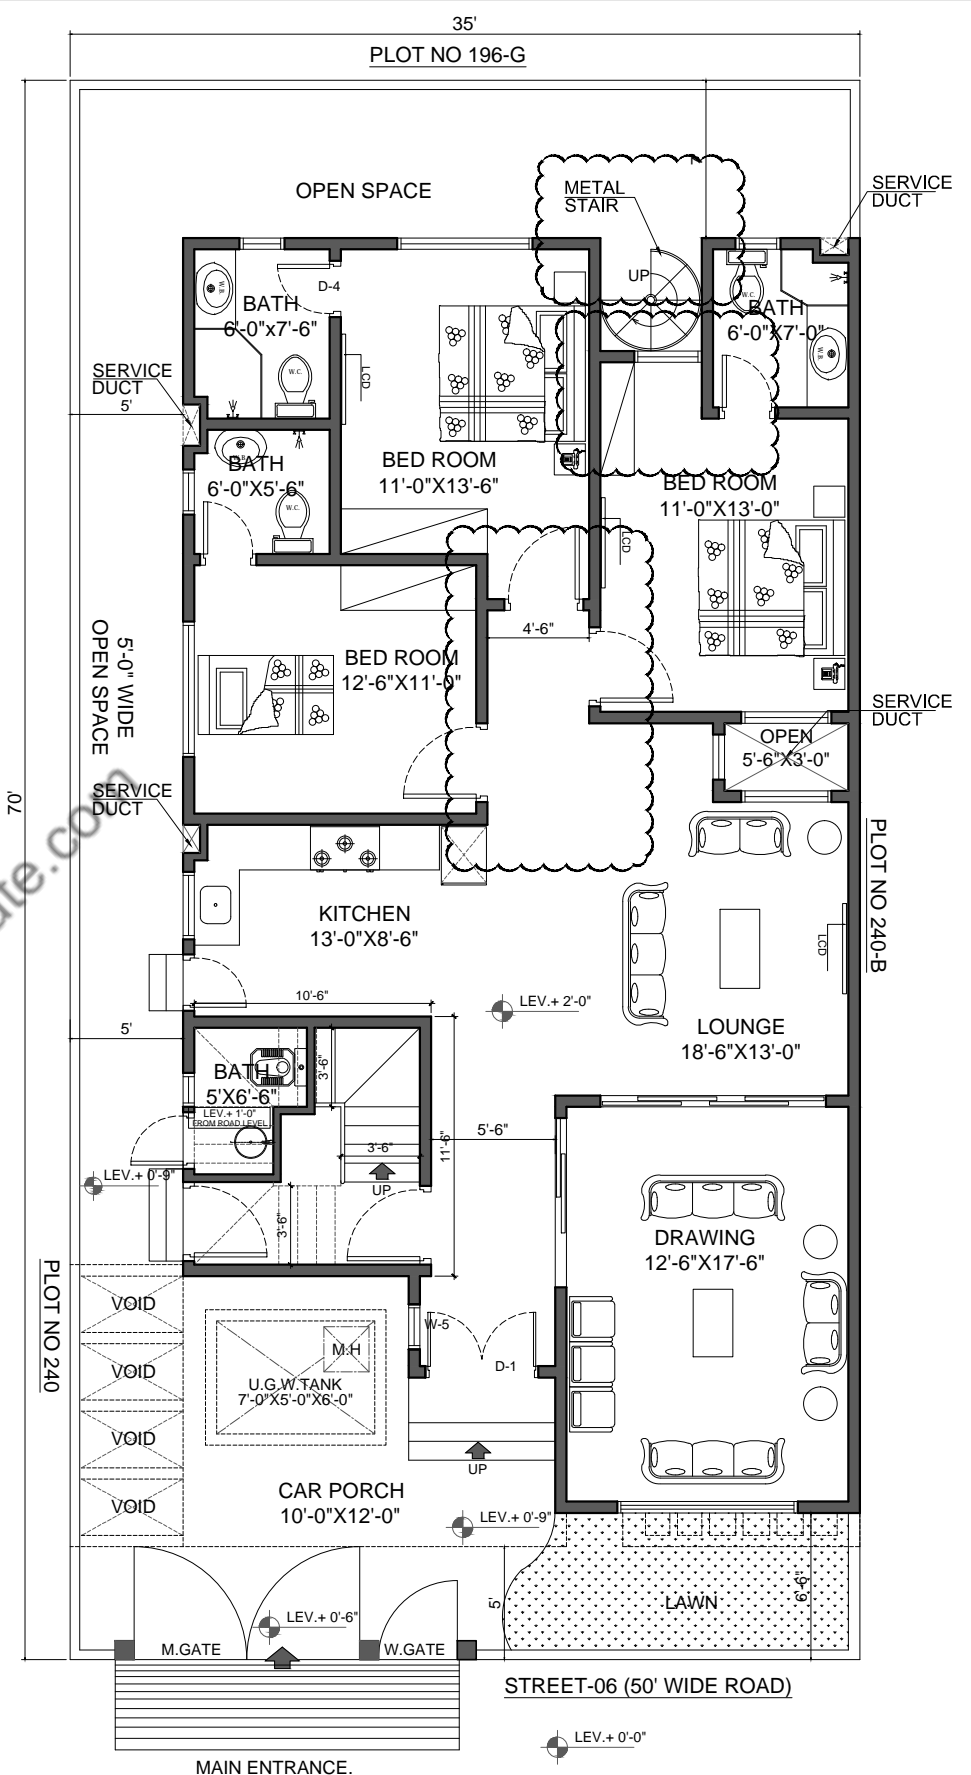 35'
PLOT NO 196-G
OPEN SPACE
METAL
STAIR
SERVICE
DUCT
UP
D-4
BATH
6'-0"x7'-6"
W.B.
W.C.
LCD
BATH
6'-0"X7'-0"
W.C.
W.B.
SERVICE
DUCT
5'
BED ROOM
11'-0"X13'-6"
BATH
6'-0"X5'-6"
W.B.
W.C.
BED ROOM
11'-0"X13'-0"
LCD
4'-6"
5'-0" WIDE
OPEN SPACE
BED ROOM
12'-6"X11'-0"
SERVICE
DUCT
OPEN
5'-6"X3'-0"
70'
SERVICE
DUCT
PLOT NO 240-B
KITCHEN
13'-0"X8'-6"
LCD
10'-6"
LEV.+ 2'-0"
5'
LOUNGE
18'-6"X13'-0"
BATH
5'X6'-6"
3'-6"
LEV.+ 1'-0"
FROM ROAD LEVEL
3'-6"
11'-6"
5'-6"
LEV.+ 0'-9"
UP
3'-6"
DRAWING
12'-6"X17'-6"
PLOT NO 240
VOID
VOID
VOID
VOID
W-5
M.H
D-1
U.G.W.TANK
7'-0"X5'-0"X6'-0"
UP
CAR PORCH
10'-0"X12'-0"
LEV.+ 0'-9"
5'
LAWN
9'-9"
LEV.+ 0'-6"
M.GATE
W.GATE
STREET-06 (50' WIDE ROAD)
LEV.+ 0'-0"
MAIN ENTRANCE.